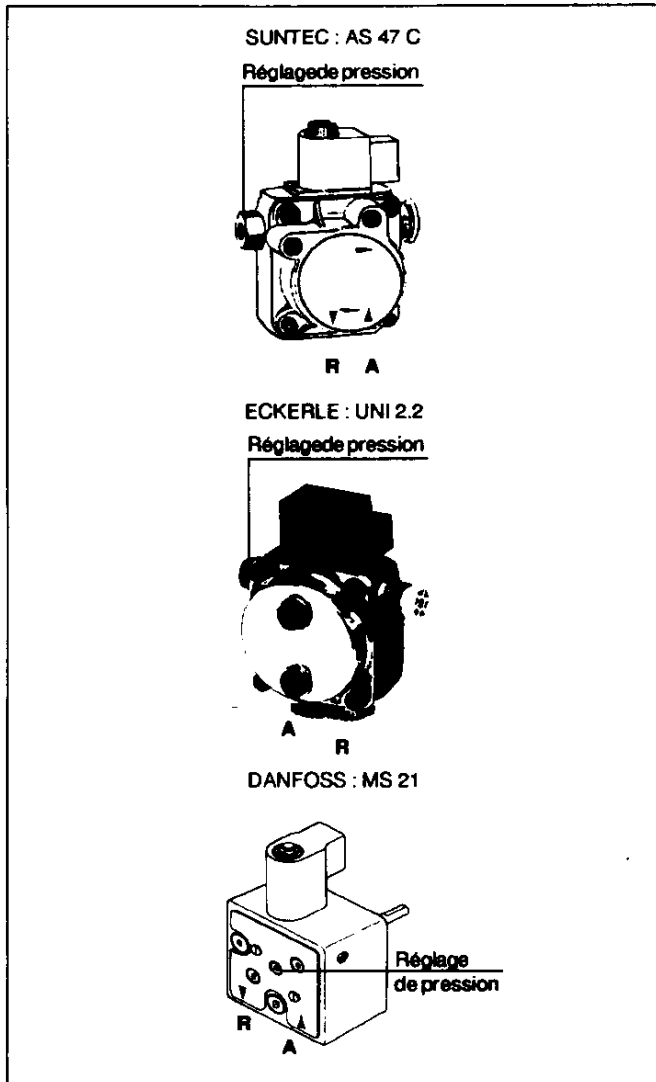 SUNTEC : AS 47 C
Réglagede pression
R A
ECKERLE : UNI 2.2
Réglagede pression
A
R
DANFOSS : MS 21
Réglage
de pression
R
A